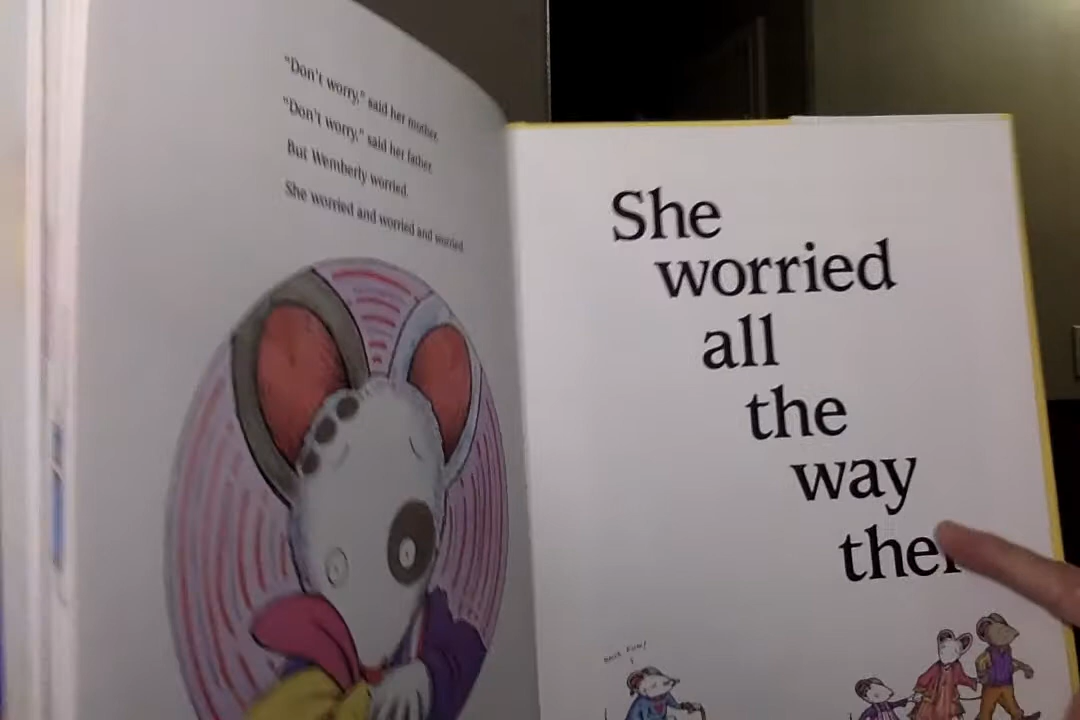 "Don't worry," said her mother.
"Don't worry," said her father.
But Wemberly worried.
She worried and worried and worried
She
worried
all
the
way
ther